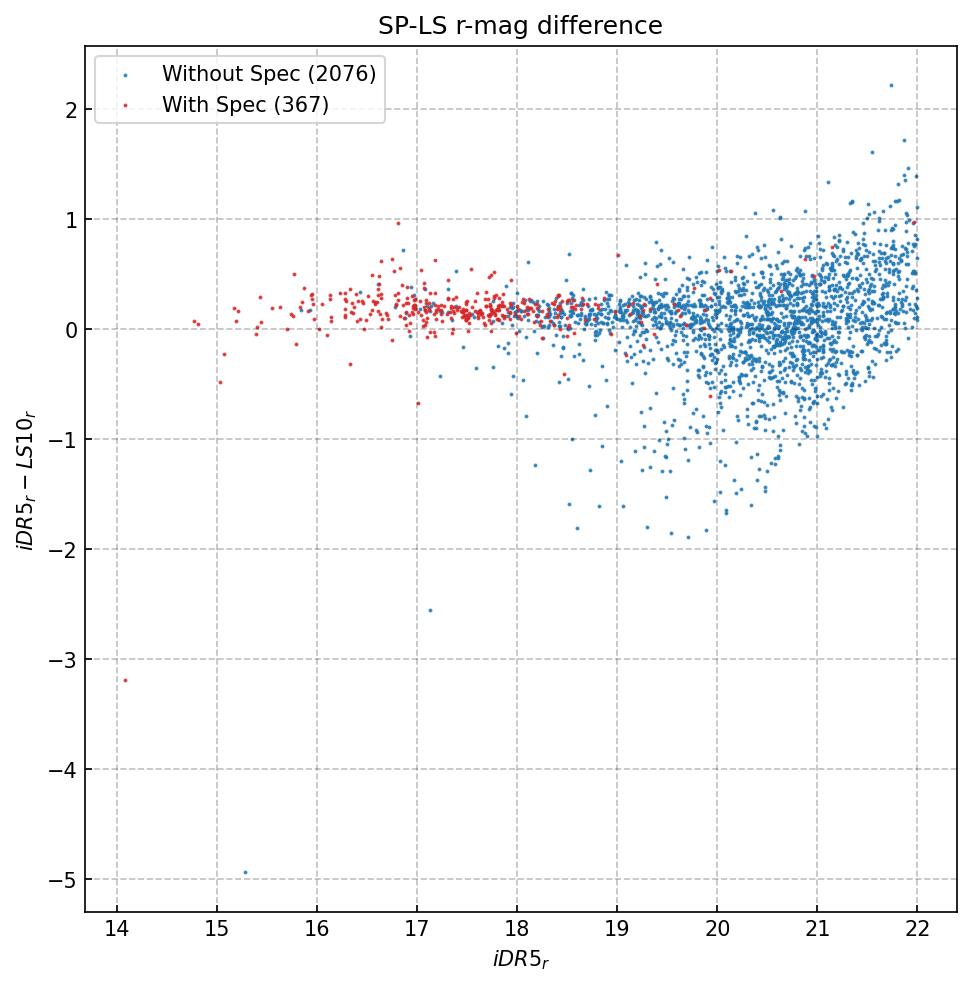 SP-LS r-mag difference
Without Spec (2076)
With Spec (367)
2
1
0
−1
−2
−3
−4
−5
iDR5r − LS10r
14 15 16 17 18 19 20 21 22
iDR5r